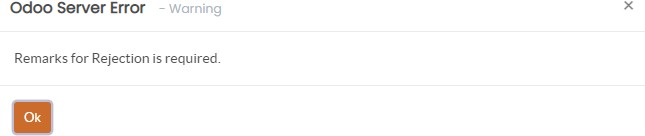 Odoo Server Error - Warning ×
Remarks for Rejection is required.
Ok